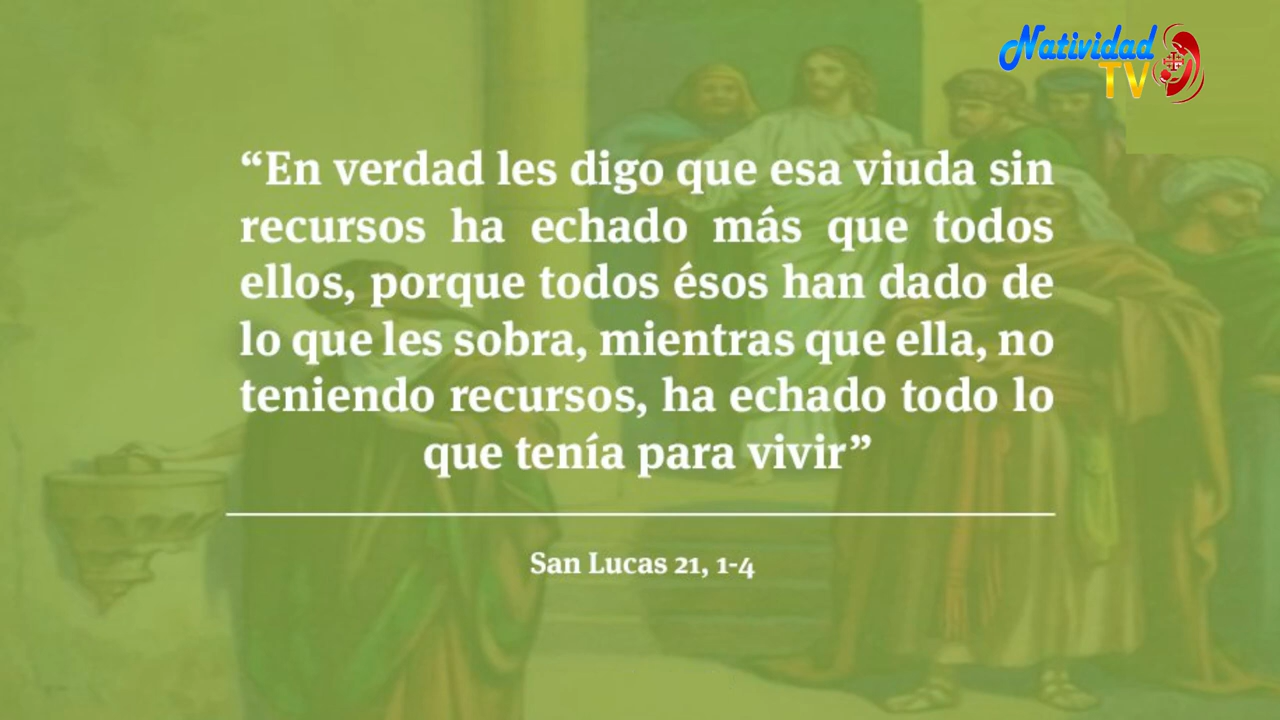 Natividad
TV
“En verdad les digo que esa viuda sin
recursos ha echado más que todos
ellos, porque todos ésos han dado de
lo que les sobra, mientras que ella, no
teniendo recursos, ha echado todo lo
que tenía para vivir”
San Lucas 21, 1-4